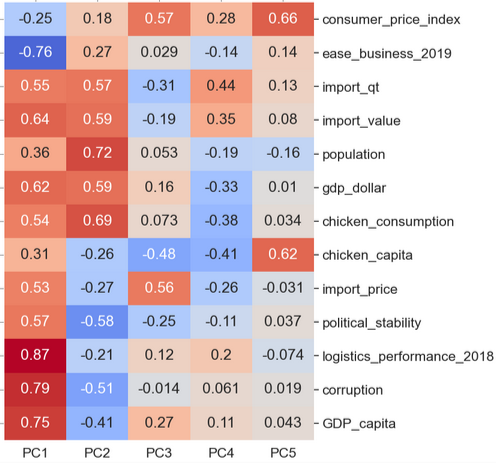 -0.25 0.18 0.57 0.28 0.66 consumer_price_index
-0.76 0.27 0.029 -0.14 0.14 ease_business_2019
0.55 0.57 -0.31 0.44 0.13 import_qt
0.64 0.59 -0.19 0.35 0.08 import_value
0.36 0.72 0.053 -0.19 -0.16 population
0.62 0.59 0.16 -0.33 0.01 gdp_dollar
0.54 0.69 0.073 -0.38 0.034 chicken_consumption
0.31 -0.26 -0.48 -0.41 0.62 chicken_capita
0.53 -0.27 0.56 -0.26 -0.031 import_price
0.57 -0.58 -0.25 -0.11 0.037 political_stability
0.87 -0.21 0.12 0.2 -0.074 logistics_performance_2018
0.79 -0.51 -0.014 0.061 0.019 corruption
0.75 -0.41 0.27 0.11 0.043 GDP_capita
PC1 PC2 PC3 PC4 PC5